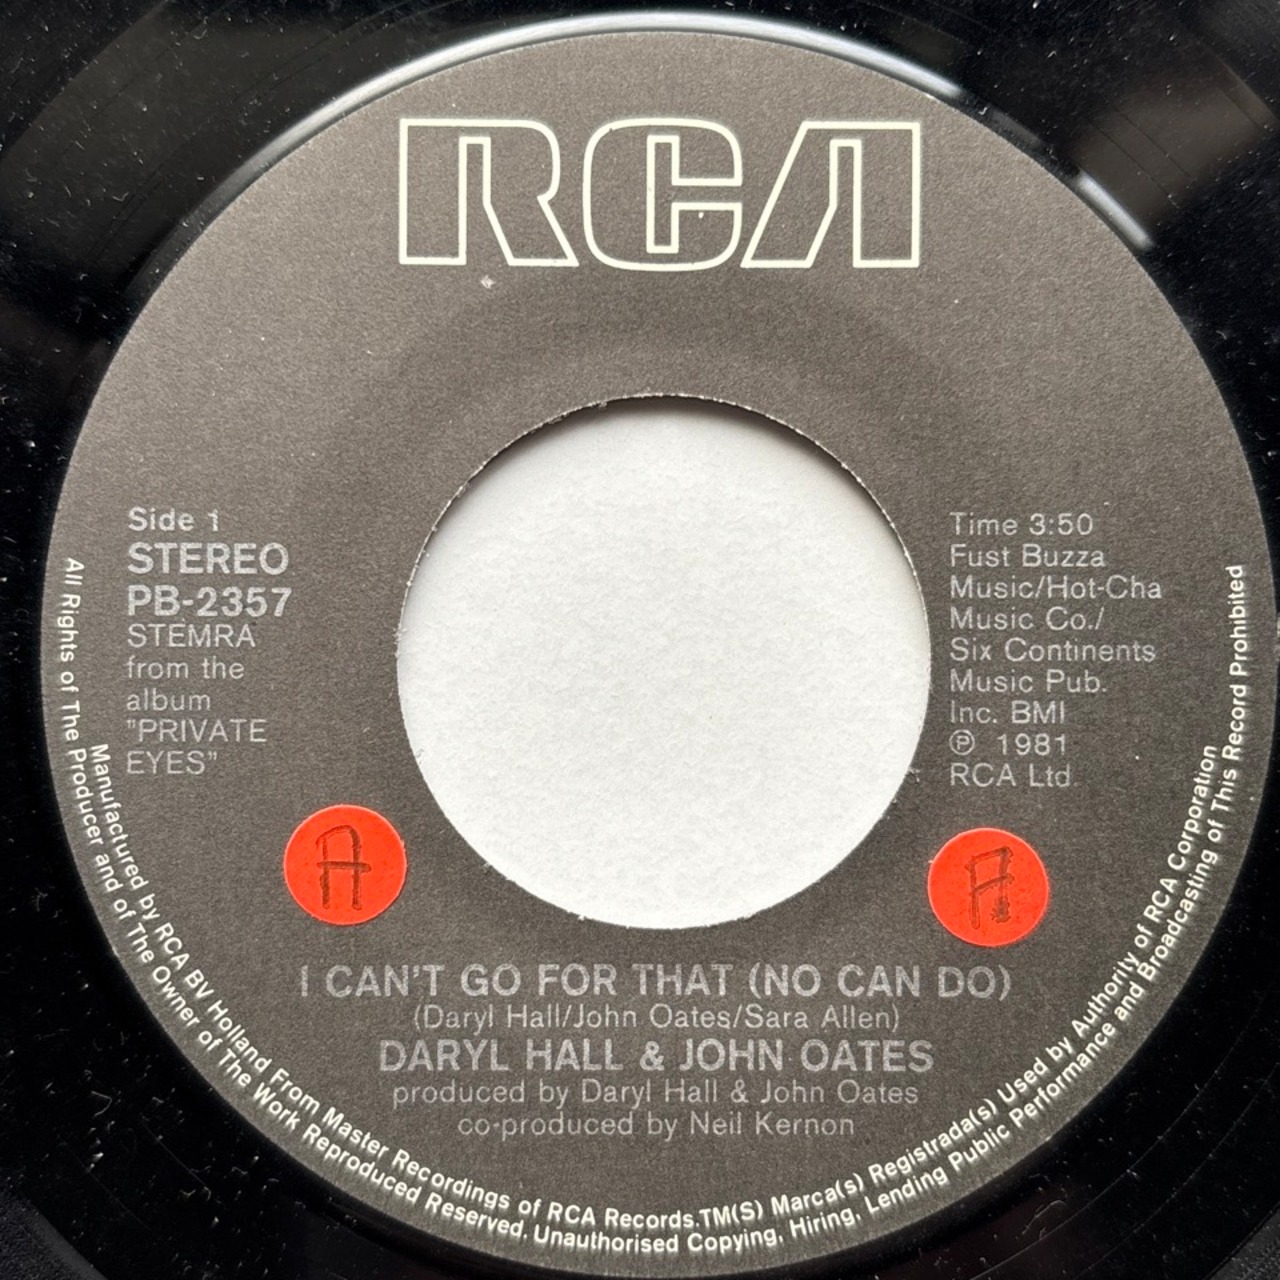 RCA
Side 1
STEREO
PB-2357
STEMRA
from the
album
"PRIVATE
EYES"
Time 3:50
Fust Buzza
Music/Hot-Cha
Music Co./
Six Continents
Music Pub.
Inc. BMI
℗ 1981
RCA Ltd.
A
A
I CAN'T GO FOR THAT (NO CAN DO)
(Daryl Hall/John Oates/Sara Allen)
DARYL HALL & JOHN OATES
produced by Daryl Hall & John Oates
co-produced by Neil Kernon
Manufactured by RCA BV Holland From Master Recordings of RCA Records.TM(S) Marca(s) Registrada(s) Used by Authority of RCA Corporation
All Rights of The Producer and of The Owner of The Work Reproduced Reserved. Unauthorised Copying, Hiring, Lending Public Performance and Broadcasting of This Record Prohibited